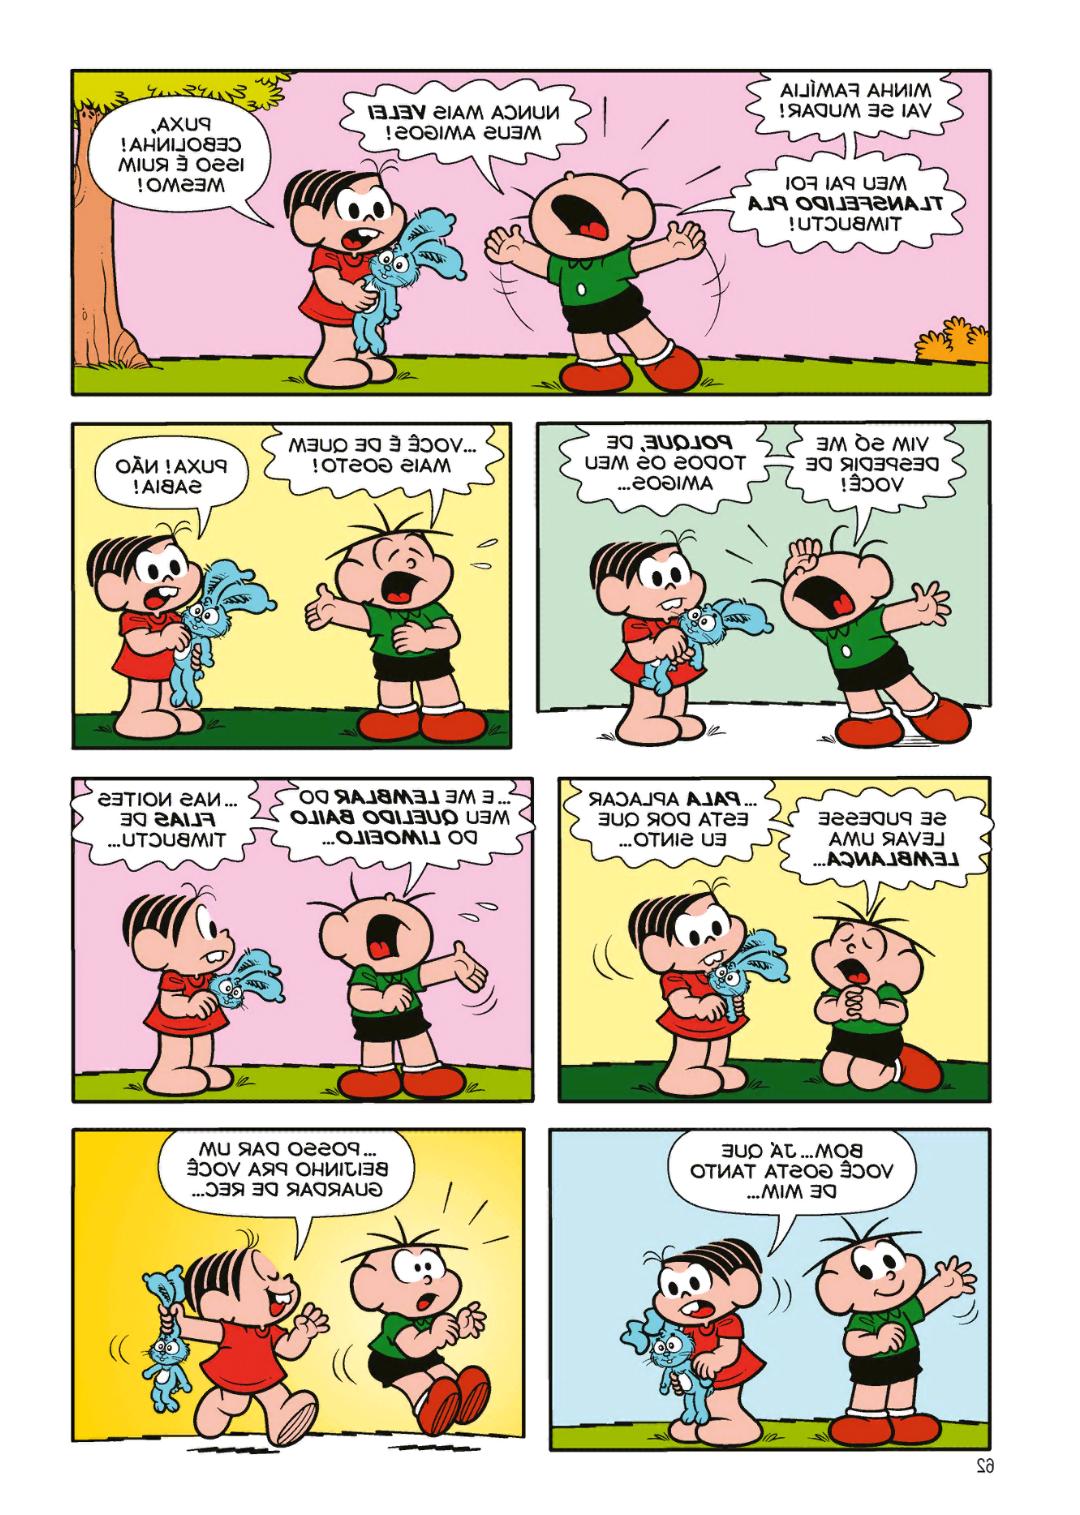 MINHA FAMÍLIA
VAI SE MUDAR!
MEU PAI FOI
TLANSFELIDO PLA
TIMBUCTU!
NUNCA MAIS VELEI
MEUS AMIGOS!
PUXA,
CEBOLINHA!
ISSO É RUIM
MESMO!
VIM SÓ ME
DESPEDIR DE
VOCÊ!
POLQUE, DE
TODOS OS MEU
AMIGOS...
...VOCÊ É DE QUEM
MAIS GOSTO!
PUXA! NÃO
SABIA!
SE PUDESSE
LEVAR UMA
LEMBLANÇA...
...PALA APLACAR
ESTA DOR QUE
EU SINTO...
...E ME LEMBLAR DO
MEU QUELIDO BAILO
DO LIMOEILO...
...NAS NOITES
FLIAS DE
TIMBUCTU...
BOM...JÁ QUE
VOCÊ GOSTA TANTO
DE MIM...
...POSSO DAR UM
BEIJINHO PRA VOCÊ
GUARDAR DE REC...
62